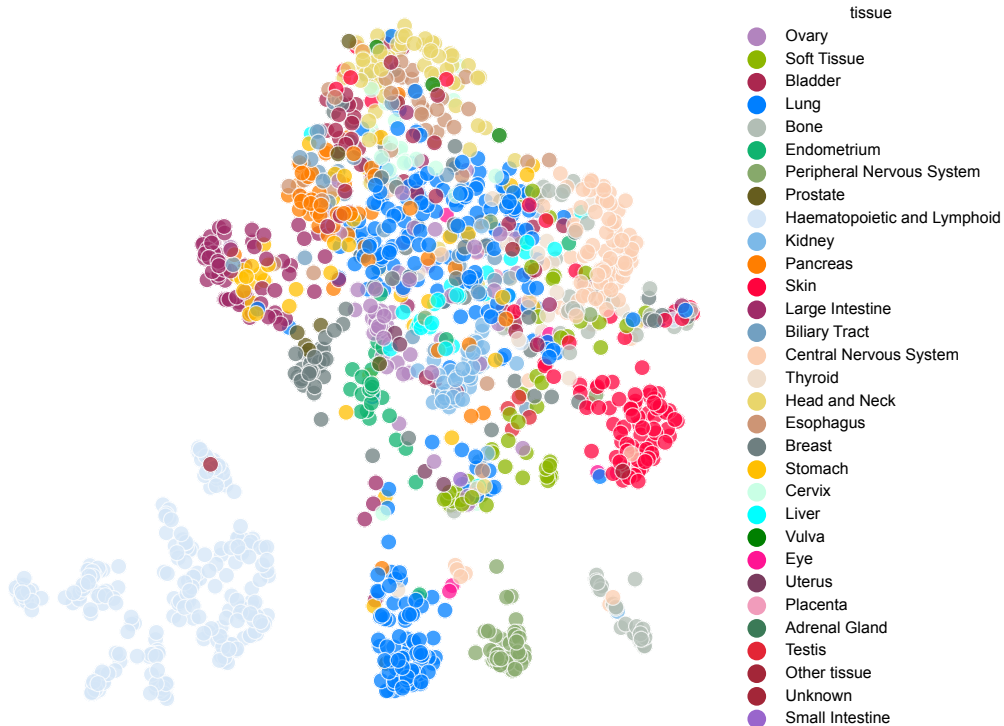 tissue
Ovary
Soft Tissue
Bladder
Lung
Bone
Endometrium
Peripheral Nervous System
Prostate
Haematopoietic and Lymphoid
Kidney
Pancreas
Skin
Large Intestine
Biliary Tract
Central Nervous System
Thyroid
Head and Neck
Esophagus
Breast
Stomach
Cervix
Liver
Vulva
Eye
Uterus
Placenta
Adrenal Gland
Testis
Other tissue
Unknown
Small Intestine